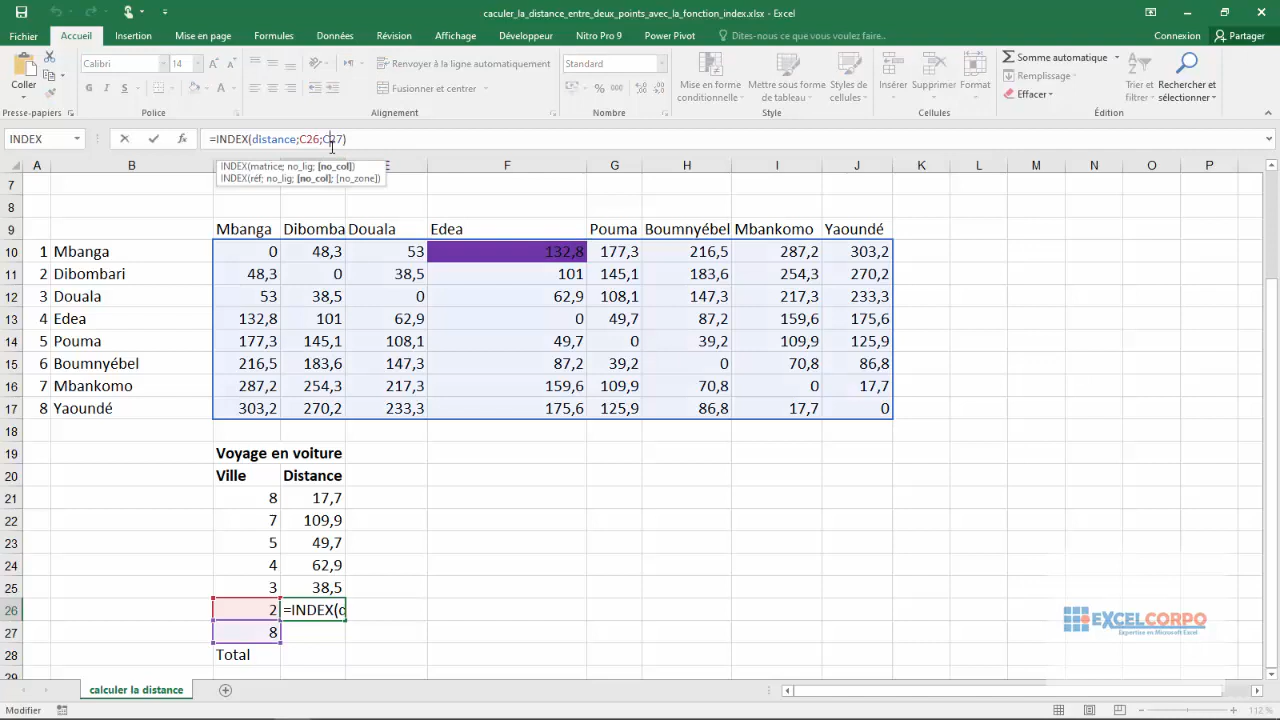 caculer_la_distance_entre_deux_points_avec_la_fonction_index.xlsx - Excel
Fichier Accueil Insertion Mise en page Formules Données Révision Affichage Développeur Nitro Pro 9 Power Pivot Dites-nous ce que vous voulez faire... Connexion Partager
Calibri 14 Renvoyer à la ligne automatiquement Standard Somme automatique
Coller G I S Fusionner et centrer % 000 Mise en forme conditionnelle Mettre sous forme de tableau Styles de cellules Insérer Supprimer Format Remplissage Effacer Trier et filtrer Rechercher et sélectionner
Presse-papiers Police Alignement Nombre Style Cellules Édition
INDEX =INDEX(distance;C26;C27)
INDEX(matrice; no_lig; [no_col])
INDEX(réf; no_lig; [no_col]; [no_zone])
A B E F G H I J K L M N O P
7
8
9 Mbanga Dibomba Douala Edea Pouma Boumnyébel Mbankomo Yaoundé
10 1 Mbanga 0 48,3 53 132,8 177,3 216,5 287,2 303,2
11 2 Dibombari 48,3 0 38,5 101 145,1 183,6 254,3 270,2
12 3 Douala 53 38,5 0 62,9 108,1 147,3 217,3 233,3
13 4 Edea 132,8 101 62,9 0 49,7 87,2 159,6 175,6
14 5 Pouma 177,3 145,1 108,1 49,7 0 39,2 109,9 125,9
15 6 Boumnyébel 216,5 183,6 147,3 87,2 39,2 0 70,8 86,8
16 7 Mbankomo 287,2 254,3 217,3 159,6 109,9 70,8 0 17,7
17 8 Yaoundé 303,2 270,2 233,3 175,6 125,9 86,8 17,7 0
18
19 Voyage en voiture
20 Ville Distance
21 8 17,7
22 7 109,9
23 5 49,7
24 4 62,9
25 3 38,5
26 2 =INDEX(d
27 8
28 Total
29
EXCELCORPO
Expertise en Microsoft Excel
calculer la distance
Modifier 112 %